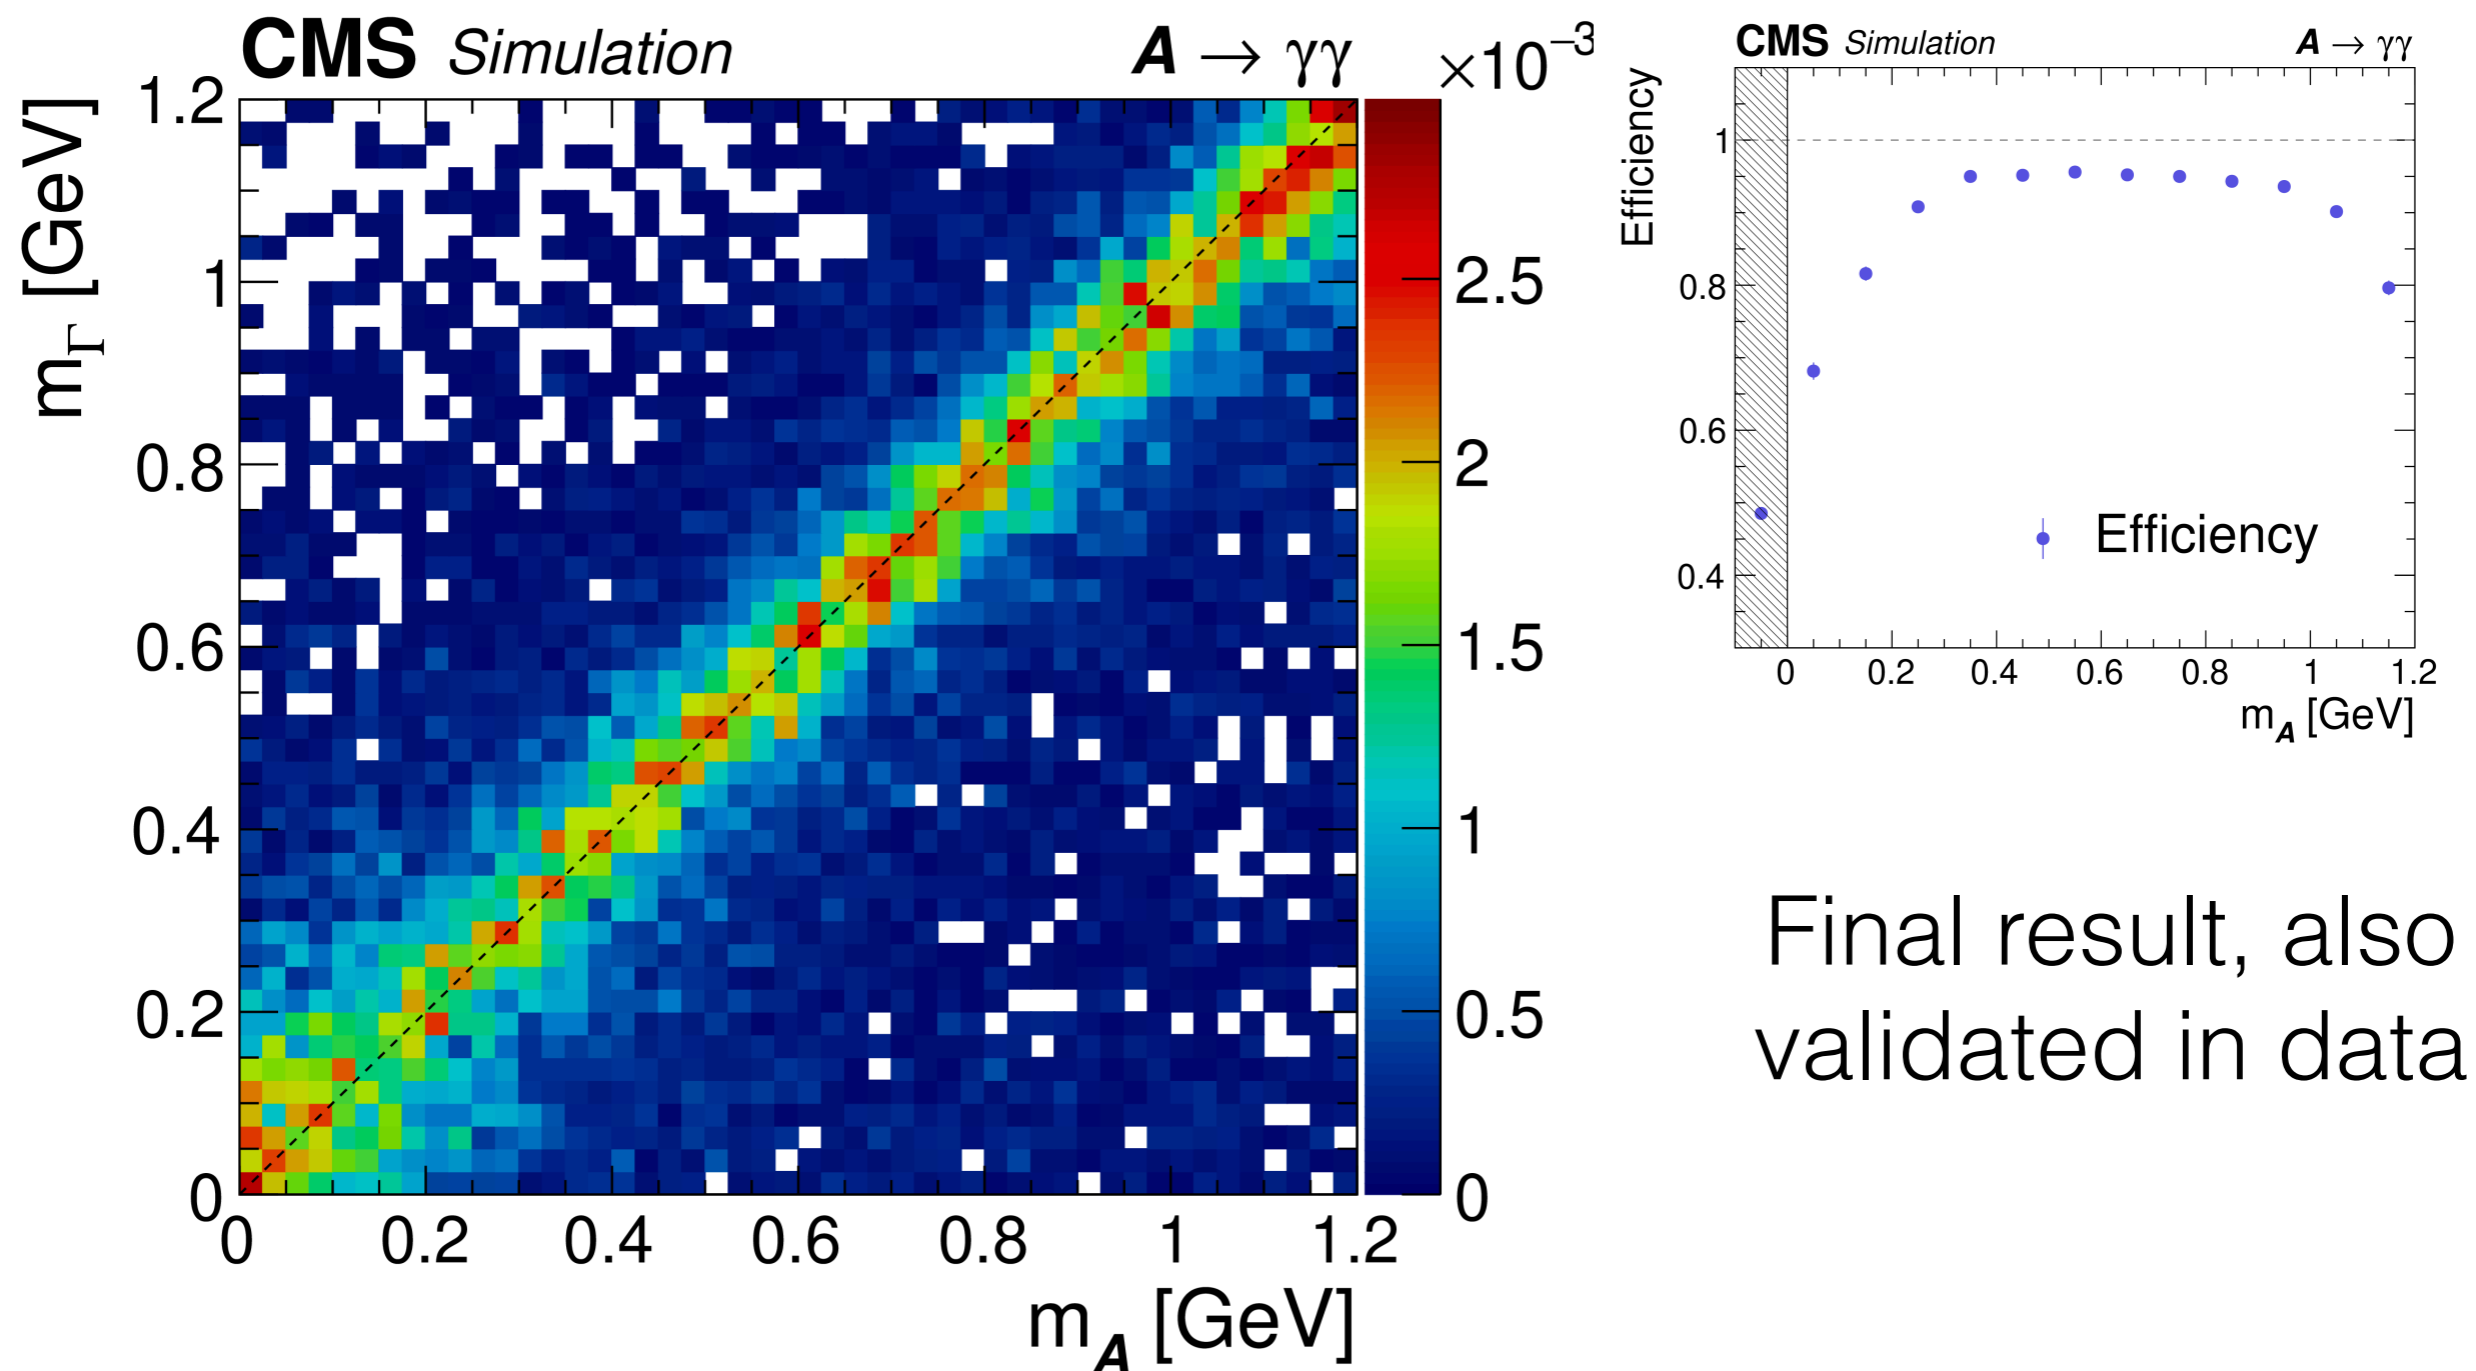 CMS Simulation
A → γγ
×10⁻³
m_Γ [GeV]
1.2
1
0.8
0.6
0.4
0.2
0
0 0.2 0.4 0.6 0.8 1 1.2
m_A [GeV]
2.5
2
1.5
1
0.5
0
CMS Simulation
A → γγ
Efficiency
1
0.8
0.6
0.4
Efficiency
0 0.2 0.4 0.6 0.8 1 1.2
m_A [GeV]
Final result, also
validated in data